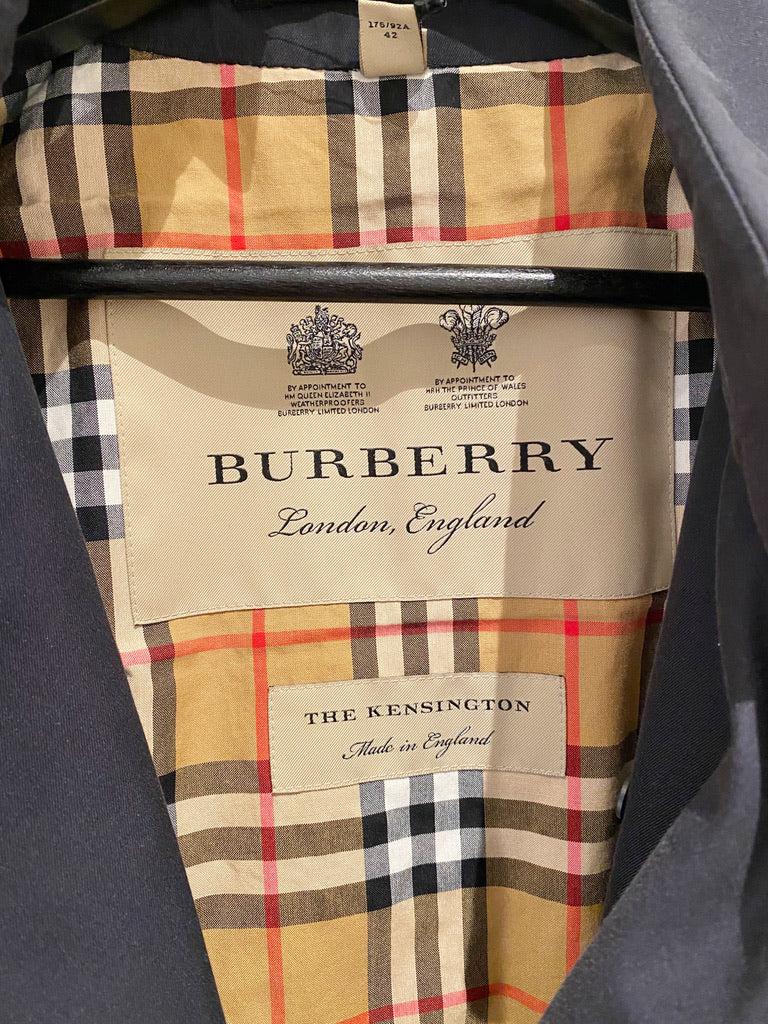 175/92A
42
BY APPOINTMENT TO
HM QUEEN ELIZABETH II
WEATHERPROOFERS
BURBERRY LIMITED LONDON
BY APPOINTMENT TO
HRH THE PRINCE OF WALES
OUTFITTERS
BURBERRY LIMITED LONDON
BURBERRY
London, England
THE KENSINGTON
Made in England